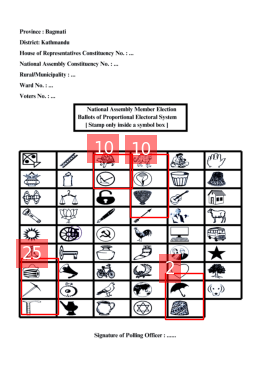 Province : Bagmati
District: Kathmandu
House of Representatives Constituency No. : ...
National Assembly Constituency No. : ...
Rural/Municipality : ...
Ward No. : ...
Voters No. : ...
National Assembly Member Election
Ballots of Proportional Electoral System
[ Stamp only inside a symbol box ]
10
10
25
2
Signature of Polling Officer : ......